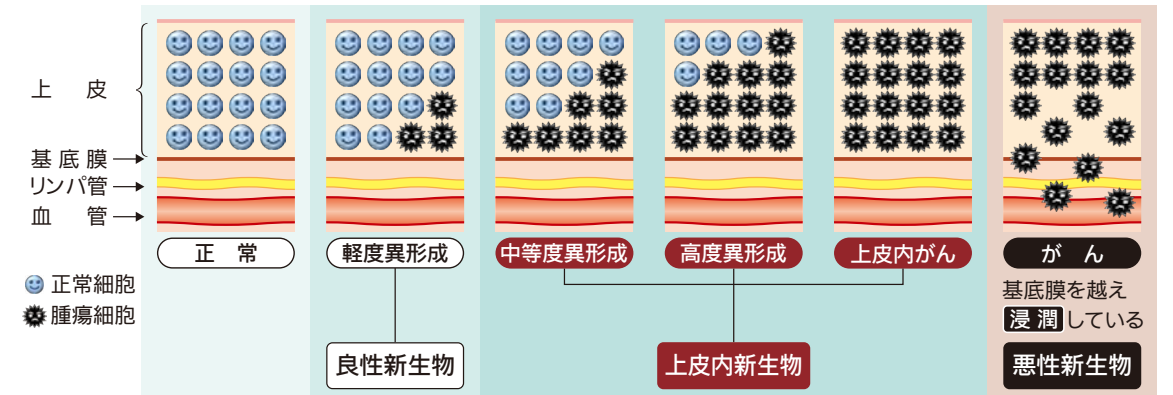 上 皮
基底膜
リンパ管
血 管
正常細胞
腫瘍細胞
正 常
軽度異形成
中等度異形成
高度異形成
上皮内がん
が ん
基底膜を越え
浸潤している
良性新生物
上皮内新生物
悪性新生物